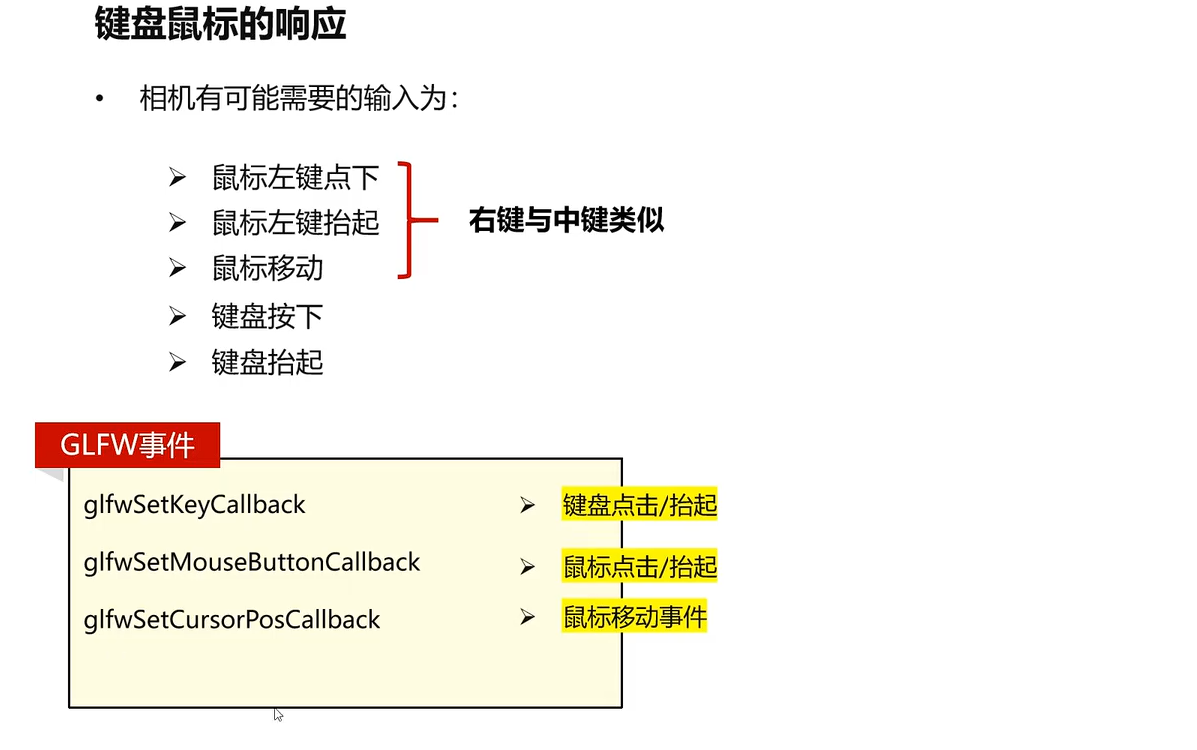 键盘鼠标的响应
• 相机有可能需要的输入为：
➢ 鼠标左键点下
➢ 鼠标左键抬起
➢ 鼠标移动
右键与中键类似
➢ 键盘按下
➢ 键盘抬起
GLFW事件
glfwSetKeyCallback ➢ 键盘点击/抬起
glfwSetMouseButtonCallback ➢ 鼠标点击/抬起
glfwSetCursorPosCallback ➢ 鼠标移动事件